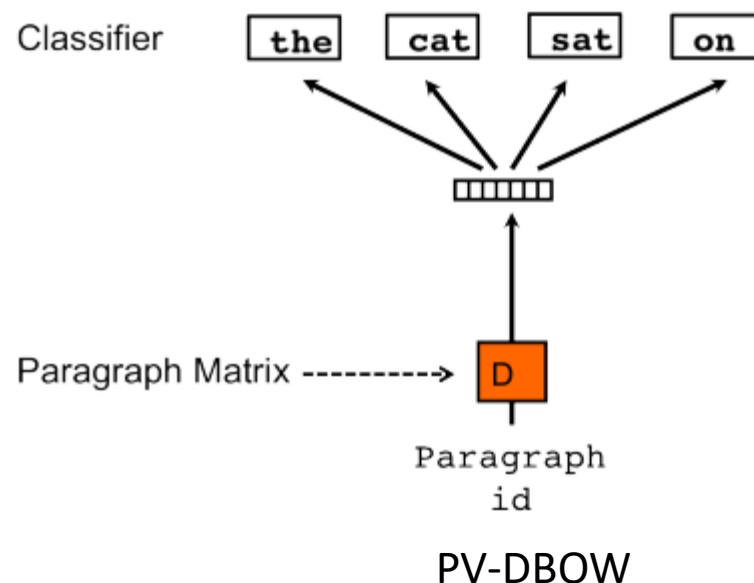 Classifier the cat sat on
Paragraph Matrix D
Paragraph
id
PV-DBOW